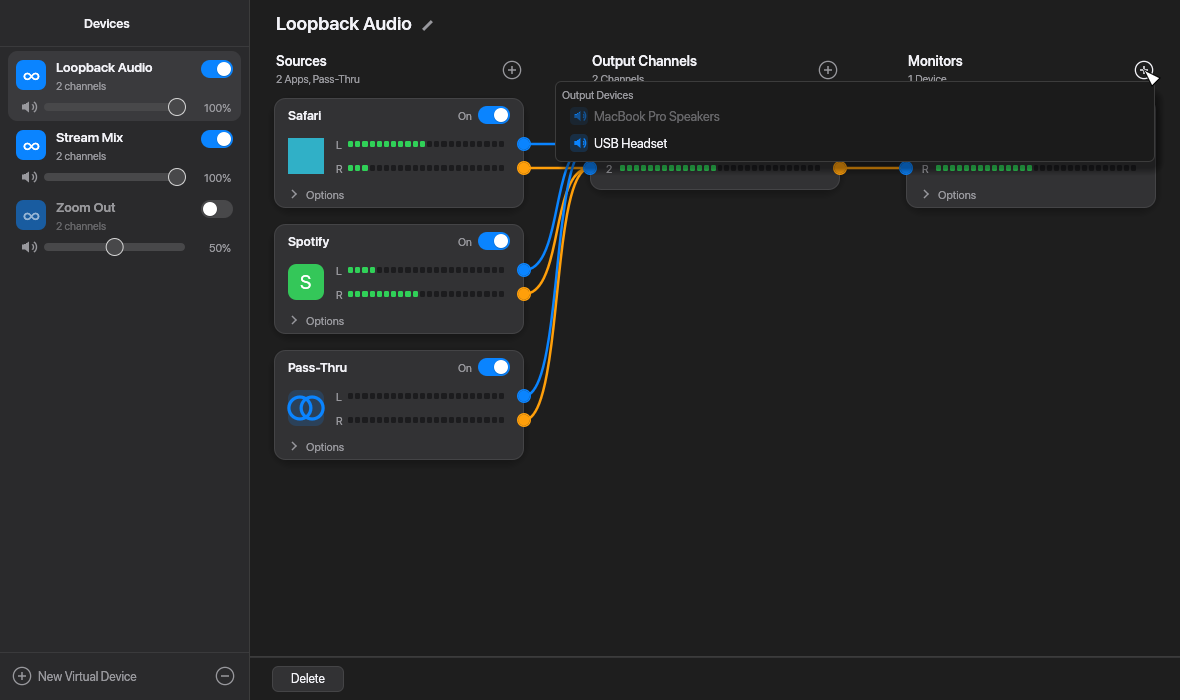 Devices
Loopback Audio
2 channels
100%
Stream Mix
2 channels
100%
Zoom Out
2 channels
50%
New Virtual Device
Loopback Audio
Sources
2 Apps, Pass-Thru
Output Channels
2 Channels
Monitors
1 Device
Output Devices
MacBook Pro Speakers
USB Headset
Safari
On
L
R
Options
Spotify
On
S
L
R
Options
Pass-Thru
On
L
R
Options
2
R
Options
Delete